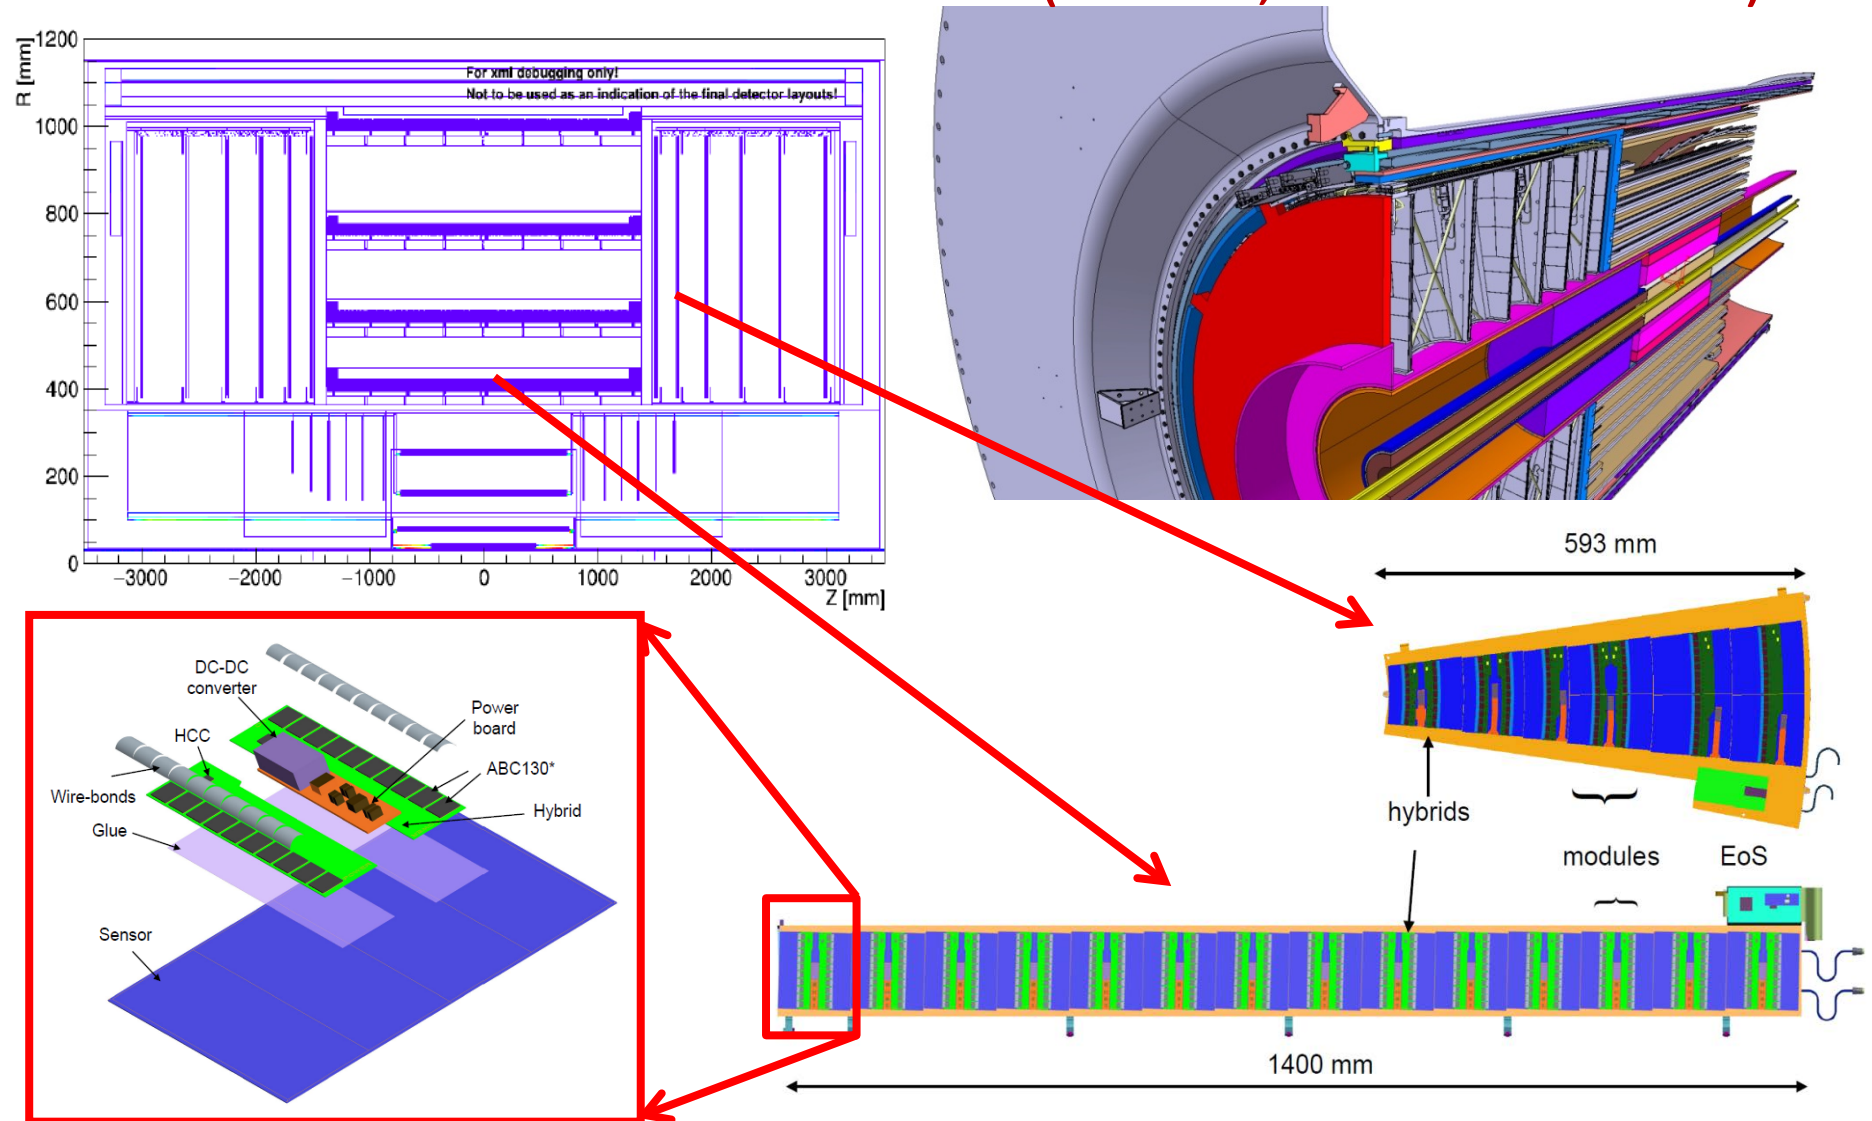 R [mm]
1200
1000
800
600
400
200
0
For xml debugging only!
Not to be used as an indication of the final detector layouts!
−3000
−2000
−1000
0
1000
2000
3000
Z [mm]
593 mm
hybrids
modules
EoS
1400 mm
DC-DC
converter
Power
board
HCC
ABC130*
Wire-bonds
Hybrid
Glue
Sensor